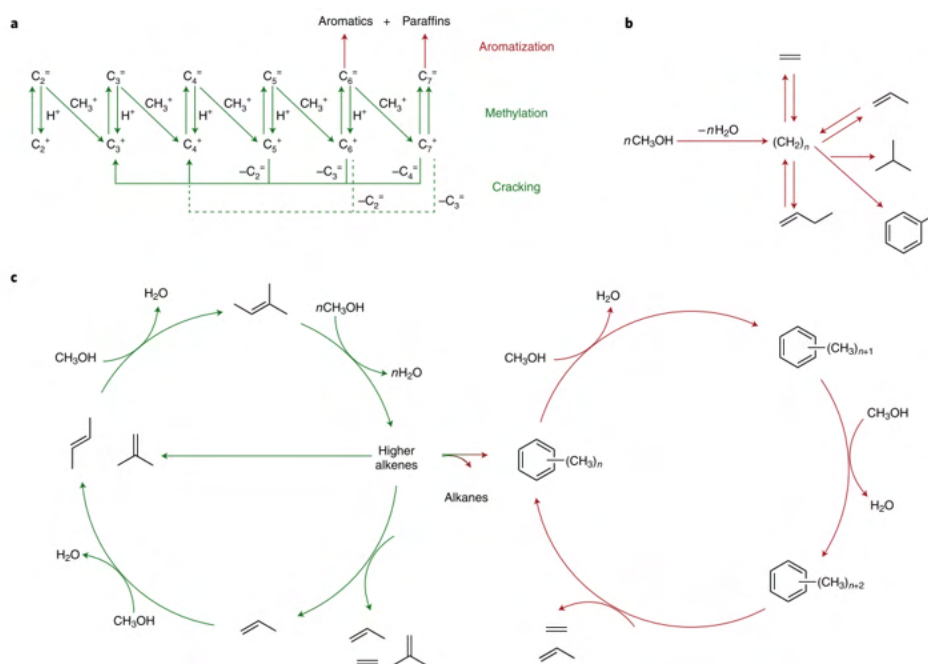 a
Aromatics + Paraffins
Aromatization
C2= C3= C4= C5= C6= C7=
CH3+ CH3+ CH3+ CH3+ CH3+
H+ H+ H+ H+ H+
Methylation
C2+ C3+ C4+ C5+ C6+ C7+
–C2= –C3= –C4=
Cracking
–C2= –C3=
b
nCH3OH –nH2O (CH2)n
c
H2O
nCH3OH
CH3OH
nH2O
Higher
alkenes
Alkanes
H2O
CH3OH
H2O
CH3OH
(CH3)n
(CH3)n+1
CH3OH
H2O
(CH3)n+2